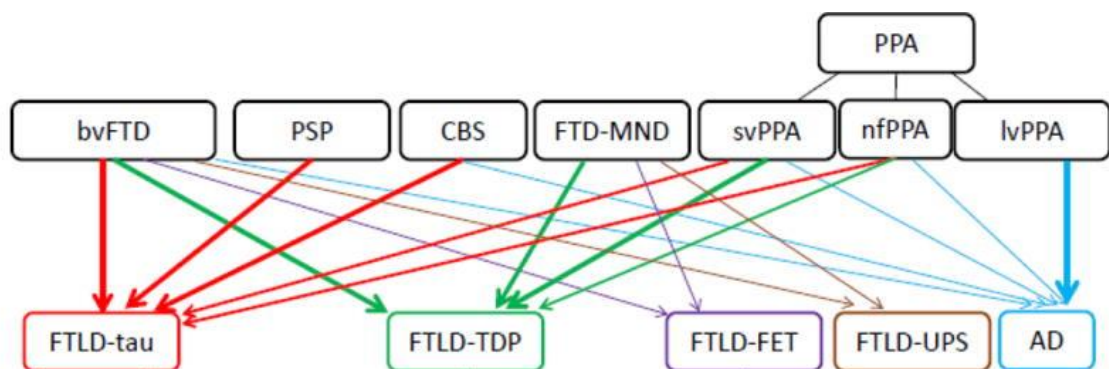 PPA
bvFTD PSP CBS FTD-MND svPPA nfPPA lvPPA
FTLD-tau FTLD-TDP FTLD-FET FTLD-UPS AD